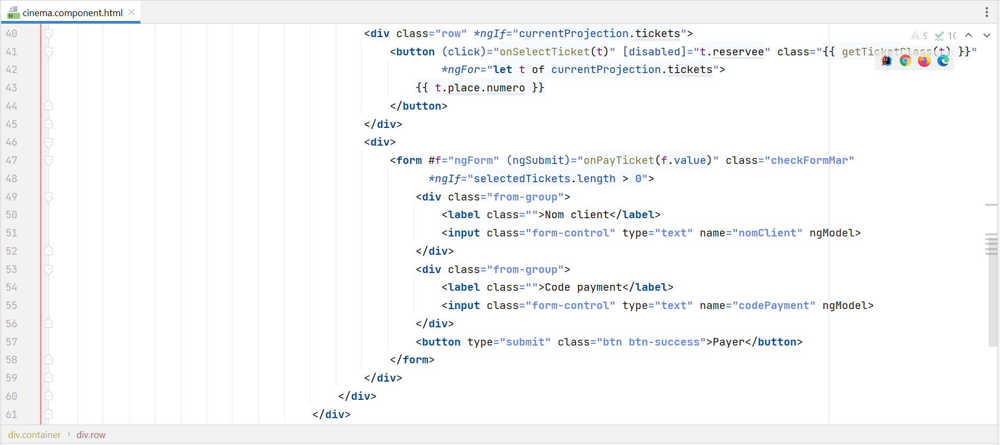 cinema.component.html
9 10
40 <div class="row" *ngIf="currentProjection.tickets">
41 <button (click)="onSelectTicket(t)" [disabled]="t.reservee" class="{{ getTicketClass(t) }}"
42 *ngFor="let t of currentProjection.tickets">
43 {{ t.place.numero }}
44 </button>
45 </div>
46 <div>
47 <form #f="ngForm" (ngSubmit)="onPayTicket(f.value)" class="checkFormMar"
48 *ngIf="selectedTickets.length > 0">
49 <div class="from-group">
50 <label class="">Nom client</label>
51 <input class="form-control" type="text" name="nomClient" ngModel>
52 </div>
53 <div class="from-group">
54 <label class="">Code payment</label>
55 <input class="form-control" type="text" name="codePayment" ngModel>
56 </div>
57 <button type="submit" class="btn btn-success">Payer</button>
58 </form>
59 </div>
60 </div>
61 </div>
div.container › div.row